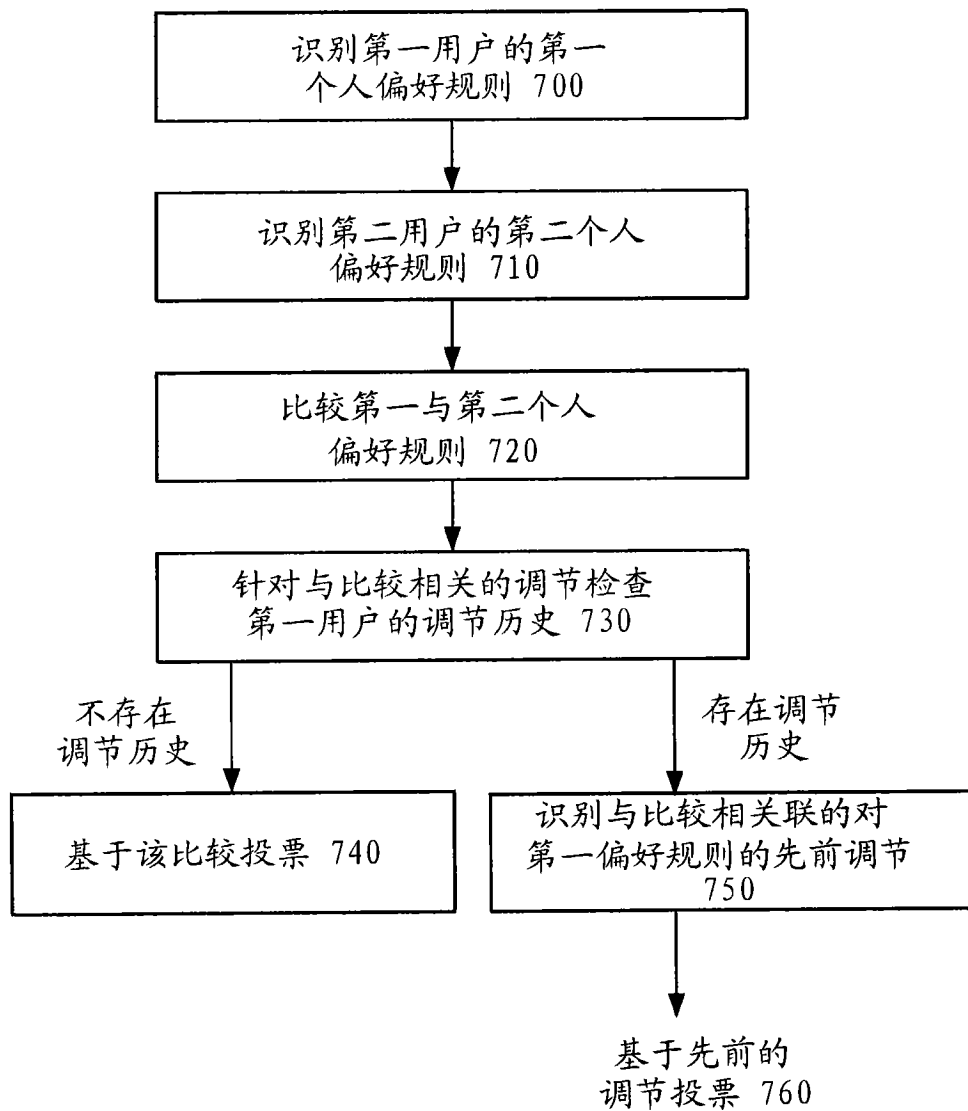 识别第一用户的第一
个人偏好规则 700
识别第二用户的第二个人
偏好规则 710
比较第一与第二个人
偏好规则 720
针对与比较相关的调节检查
第一用户的调节历史 730
不存在
调节历史
存在调节
历史
基于该比较投票 740
识别与比较相关联的对
第一偏好规则的先前调节
750
基于先前的
调节投票 760